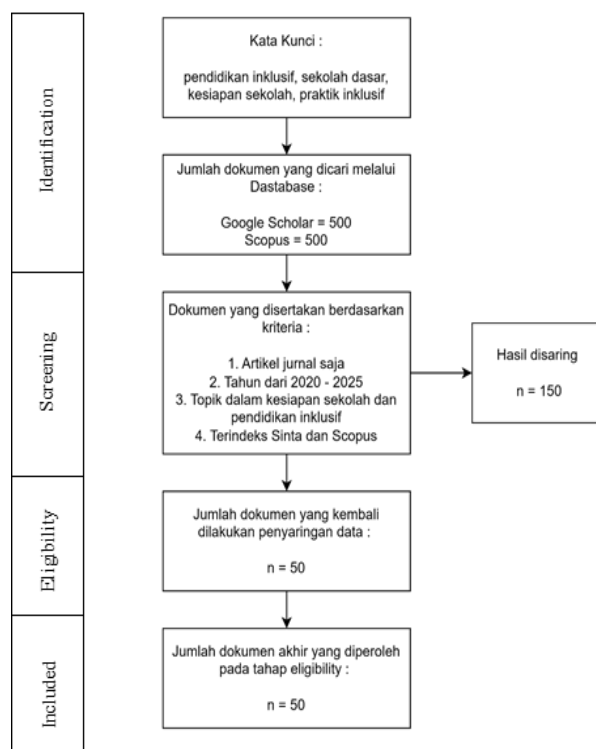 Identification
Kata Kunci :
pendidikan inklusif, sekolah dasar,
kesiapan sekolah, praktik inklusif
Jumlah dokumen yang dicari melalui
Dastabase :
Google Scholar = 500
Scopus = 500
Screening
Dokumen yang disertakan berdasarkan
kriteria :
1. Artikel jurnal saja
2. Tahun dari 2020 - 2025
3. Topik dalam kesiapan sekolah dan
pendidikan inklusif
4. Terindeks Sinta dan Scopus
Hasil disaring
n = 150
Eligibility
Jumlah dokumen yang kembali
dilakukan penyaringan data :
n = 50
Included
Jumlah dokumen akhir yang diperoleh
pada tahap eligibility :
n = 50